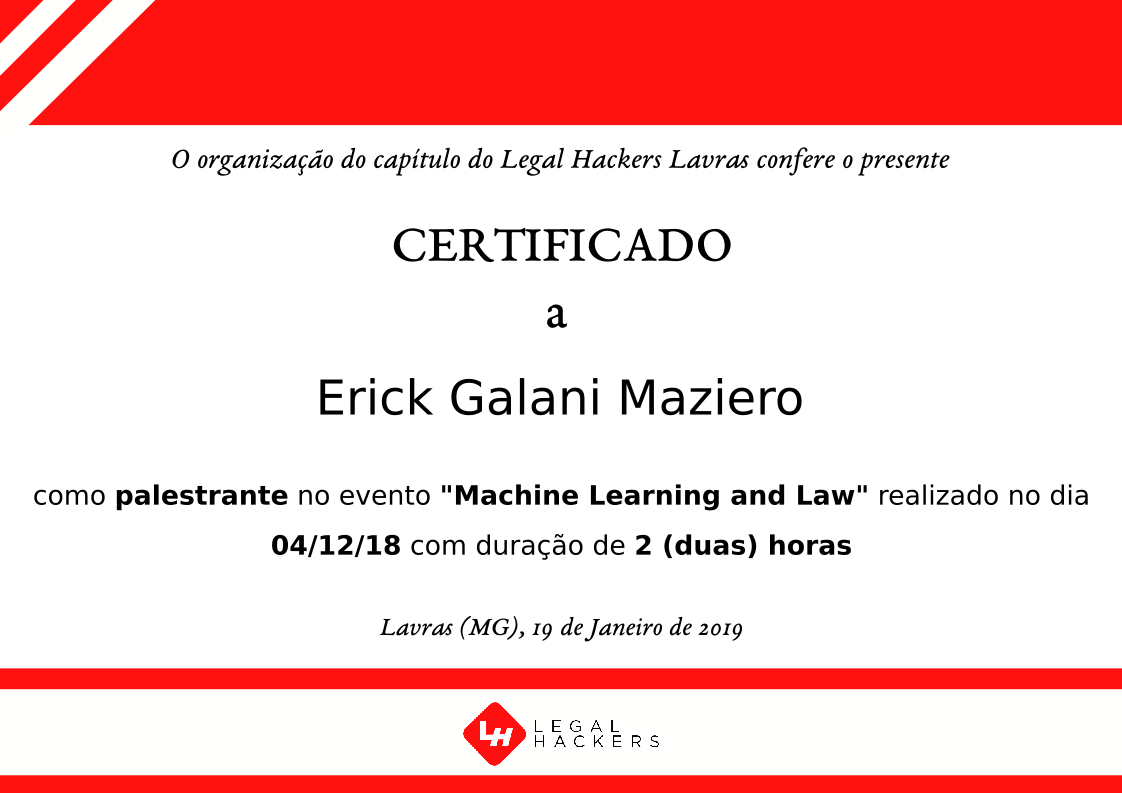 O organização do capítulo do Legal Hackers Lavras confere o presente
CERTIFICADO
a
Erick Galani Maziero
como palestrante no evento "Machine Learning and Law" realizado no dia
04/12/18 com duração de 2 (duas) horas
Lavras (MG), 19 de Janeiro de 2019
LH
LEGAL
HACKERS